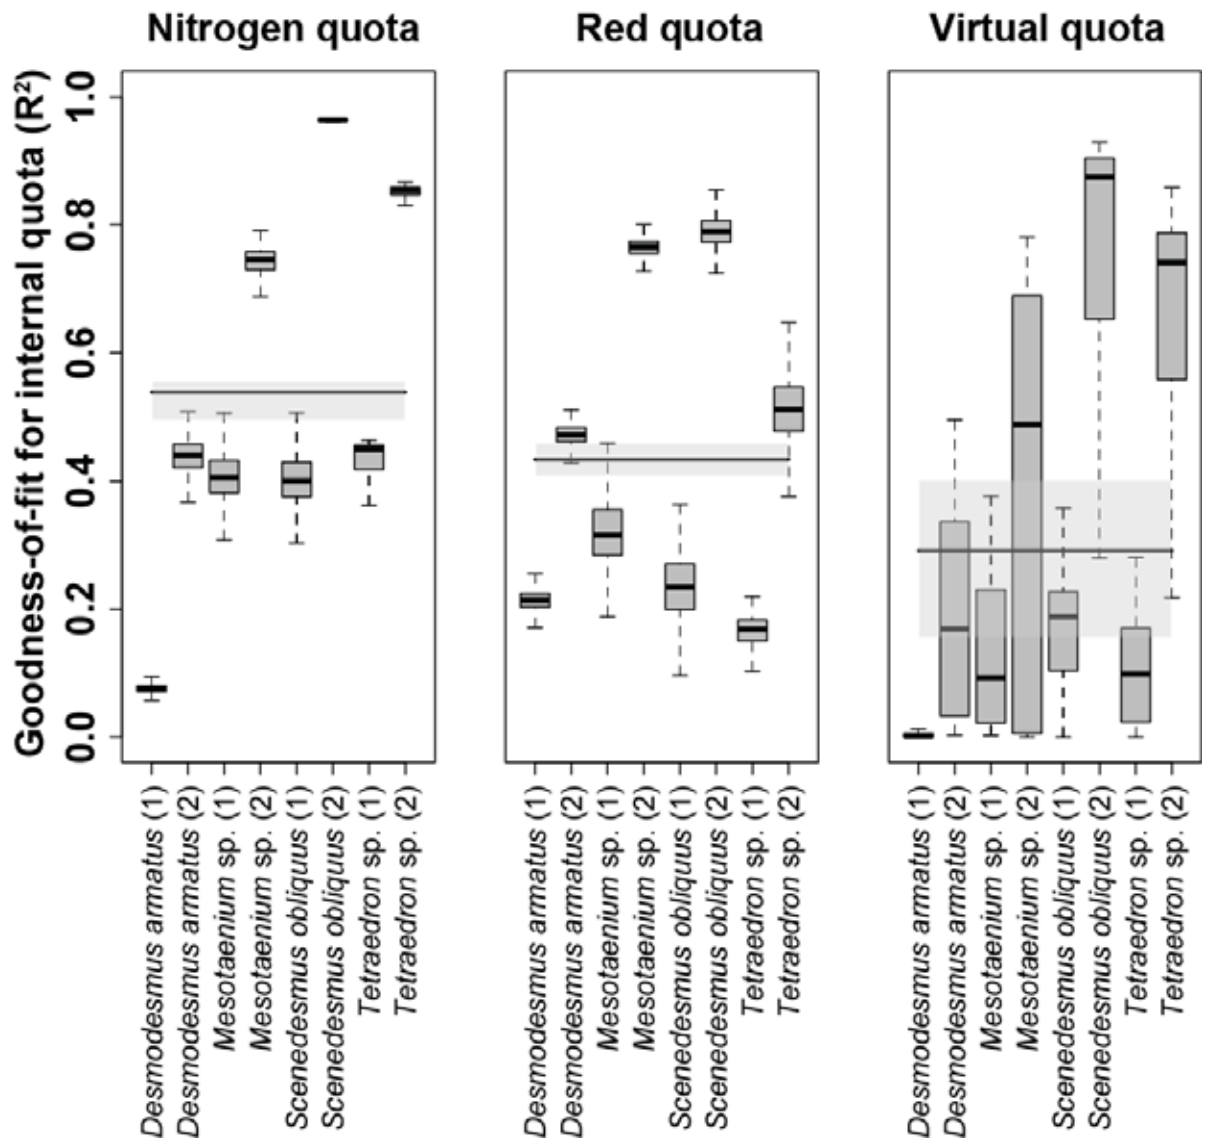 Nitrogen quota
Red quota
Virtual quota
Goodness-of-fit for internal quota (R²)
1.0
0.8
0.6
0.4
0.2
0.0
Desmodesmus armatus (1)
Desmodesmus armatus (2)
Mesotaenium sp. (1)
Mesotaenium sp. (2)
Scenedesmus obliquus (1)
Scenedesmus obliquus (2)
Tetraedron sp. (1)
Tetraedron sp. (2)
Desmodesmus armatus (1)
Desmodesmus armatus (2)
Mesotaenium sp. (1)
Mesotaenium sp. (2)
Scenedesmus obliquus (1)
Scenedesmus obliquus (2)
Tetraedron sp. (1)
Tetraedron sp. (2)
Desmodesmus armatus (1)
Desmodesmus armatus (2)
Mesotaenium sp. (1)
Mesotaenium sp. (2)
Scenedesmus obliquus (1)
Scenedesmus obliquus (2)
Tetraedron sp. (1)
Tetraedron sp. (2)